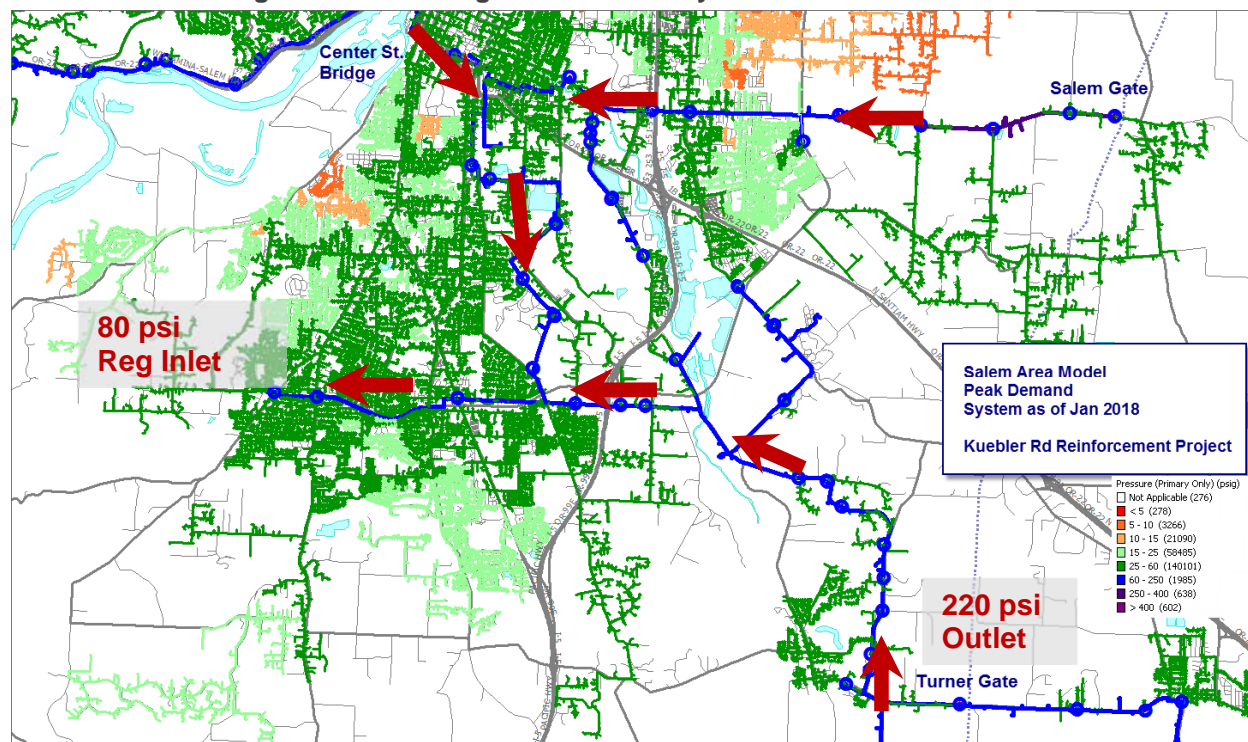 Center St.
Bridge
Salem Gate
80 psi
Reg Inlet
N SANTIAM HWY
Salem Area Model
Peak Demand
System as of Jan 2018
Kuebler Rd Reinforcement Project
Pressure (Primary Only) (psig)
Not Applicable (276)
< 5 (278)
5 - 10 (3266)
10 - 15 (21090)
15 - 25 (58485)
25 - 60 (140101)
60 - 250 (1985)
250 - 400 (638)
> 400 (602)
220 psi
Outlet
Turner Gate